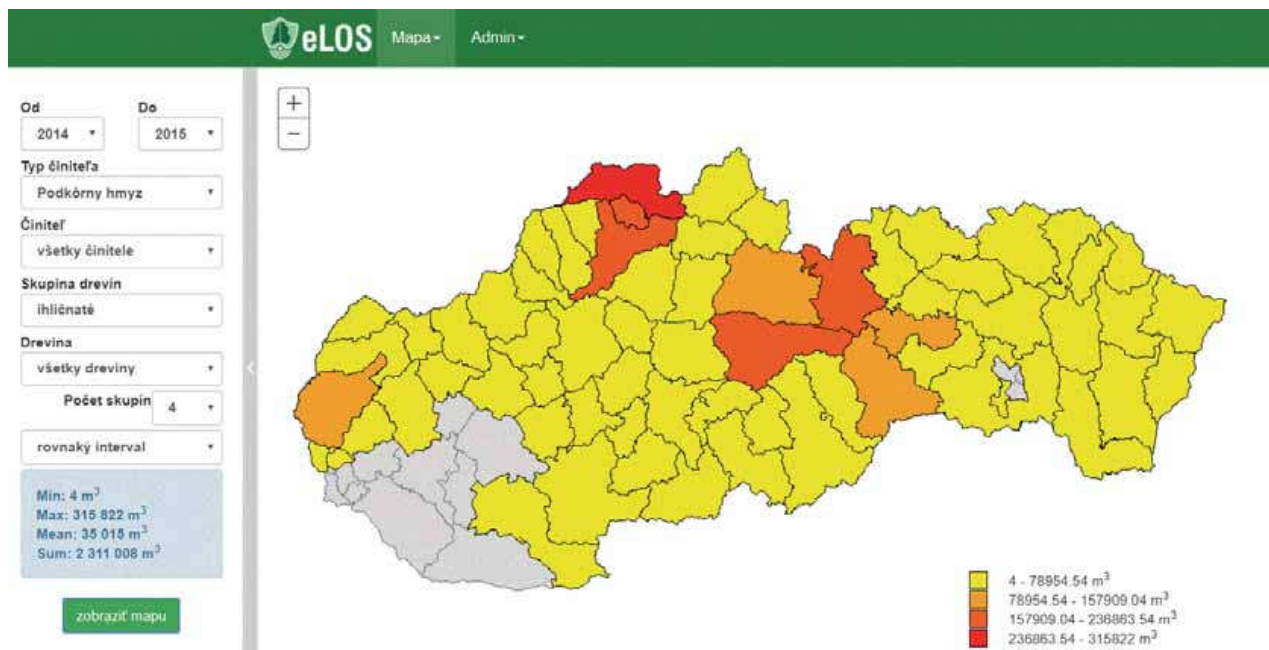 eLOS Mapa Admin
Od Do
2014 2015
Typ činiteľa
Podkórny hmyz
Činiteľ
všetky činitele
Skupina drevín
ihličnaté
Drevina
všetky dreviny
Počet skupín 4
rovnaký interval
Min: 4 m³
Max: 315 822 m³
Mean: 35 015 m³
Sum: 2 311 008 m³
zobraziť mapu
+
−
4 - 78954.54 m³
78954.54 - 157909.04 m³
157909.04 - 236863.54 m³
236863.54 - 315822 m³